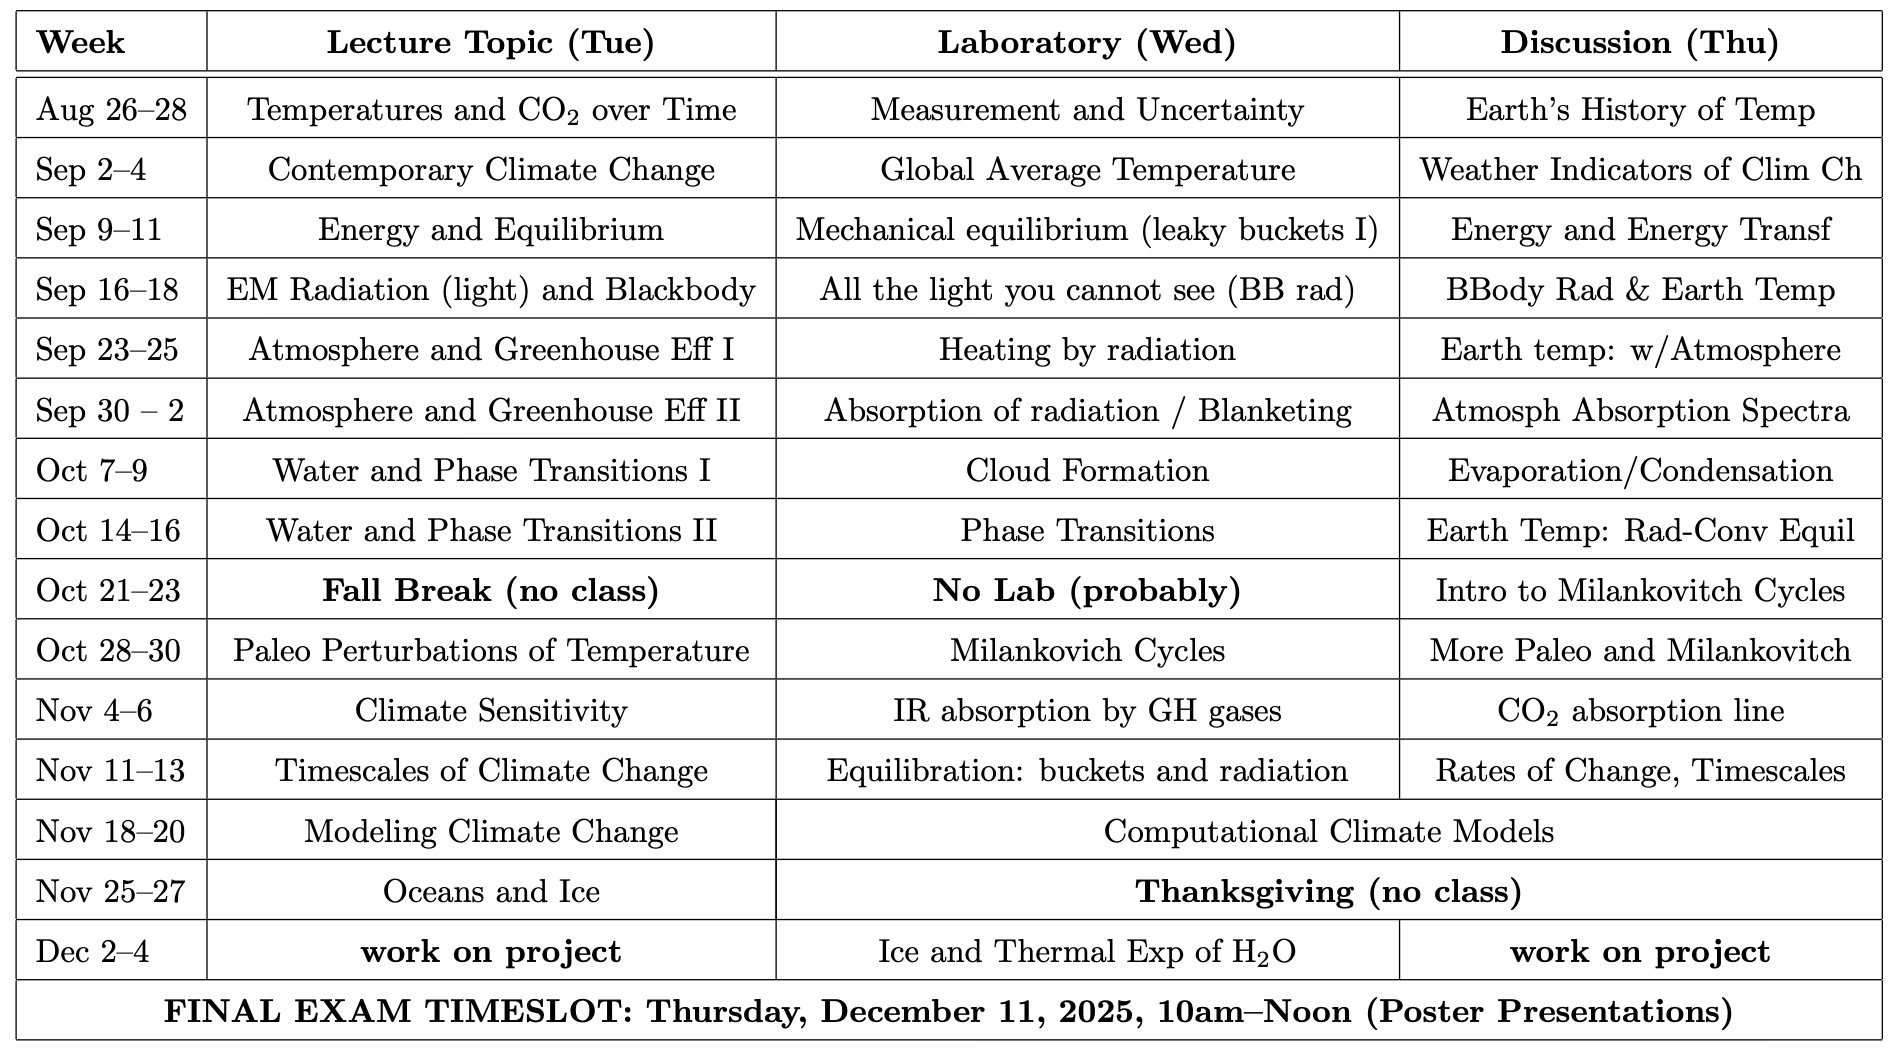 Week Lecture Topic (Tue) Laboratory (Wed) Discussion (Thu)
Aug 26–28 Temperatures and CO₂ over Time Measurement and Uncertainty Earth's History of Temp
Sep 2–4 Contemporary Climate Change Global Average Temperature Weather Indicators of Clim Ch
Sep 9–11 Energy and Equilibrium Mechanical equilibrium (leaky buckets I) Energy and Energy Transf
Sep 16–18 EM Radiation (light) and Blackbody All the light you cannot see (BB rad) BBody Rad & Earth Temp
Sep 23–25 Atmosphere and Greenhouse Eff I Heating by radiation Earth temp: w/Atmosphere
Sep 30 – 2 Atmosphere and Greenhouse Eff II Absorption of radiation / Blanketing Atmosph Absorption Spectra
Oct 7–9 Water and Phase Transitions I Cloud Formation Evaporation/Condensation
Oct 14–16 Water and Phase Transitions II Phase Transitions Earth Temp: Rad-Conv Equil
Oct 21–23 Fall Break (no class) No Lab (probably) Intro to Milankovitch Cycles
Oct 28–30 Paleo Perturbations of Temperature Milankovich Cycles More Paleo and Milankovitch
Nov 4–6 Climate Sensitivity IR absorption by GH gases CO₂ absorption line
Nov 11–13 Timescales of Climate Change Equilibration: buckets and radiation Rates of Change, Timescales
Nov 18–20 Modeling Climate Change Computational Climate Models
Nov 25–27 Oceans and Ice Thanksgiving (no class)
Dec 2–4 work on project Ice and Thermal Exp of H₂O work on project
FINAL EXAM TIMESLOT: Thursday, December 11, 2025, 10am–Noon (Poster Presentations)